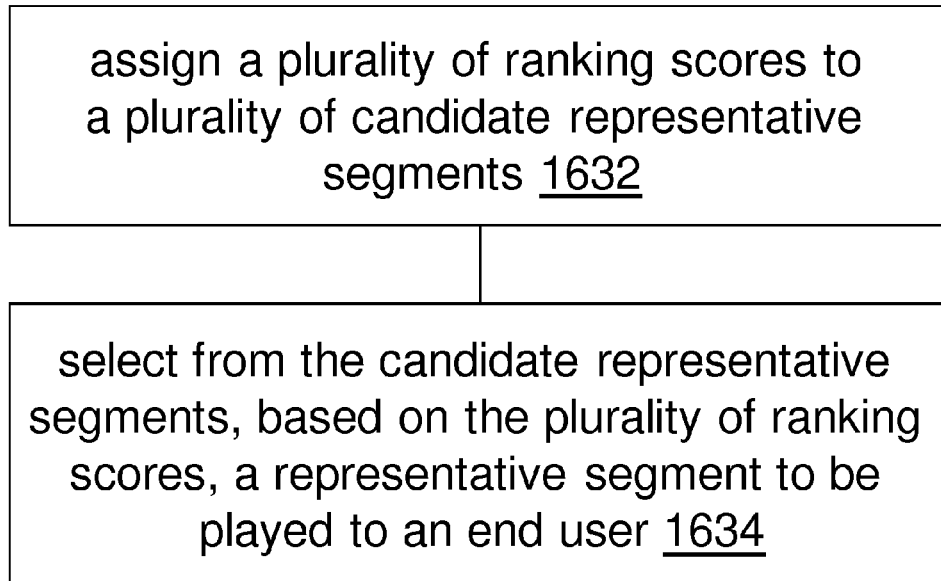 assign a plurality of ranking scores to
a plurality of candidate representative
segments 1632
select from the candidate representative
segments, based on the plurality of ranking
scores, a representative segment to be
played to an end user 1634